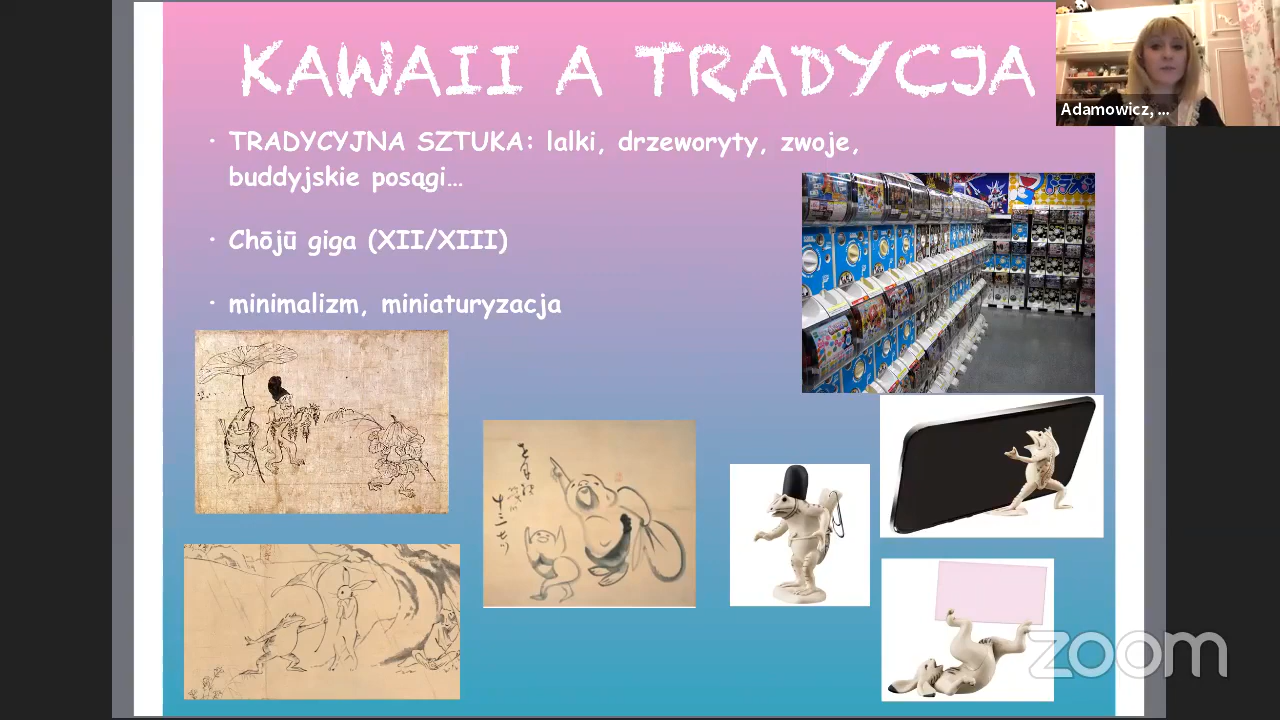 KAWAII A TRADYCJA
Adamowicz, ...
• TRADYCYJNA SZTUKA: lalki, drzeworyty, zwoje,
buddyjskie posągi...
• Chōjū giga (XII/XIII)
• minimalizm, miniaturyzacja
zoom